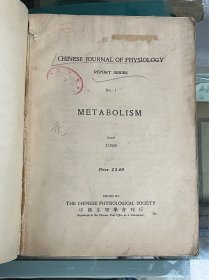 CHINESE JOURNAL OF PHYSIOLOGY
REPORT SERIES
No. 1
METABOLISM
JULY
1928
Price $2.00
ISSUED BY
THE CHINESE PHYSIOLOGICAL SOCIETY
中國生理學會刊行